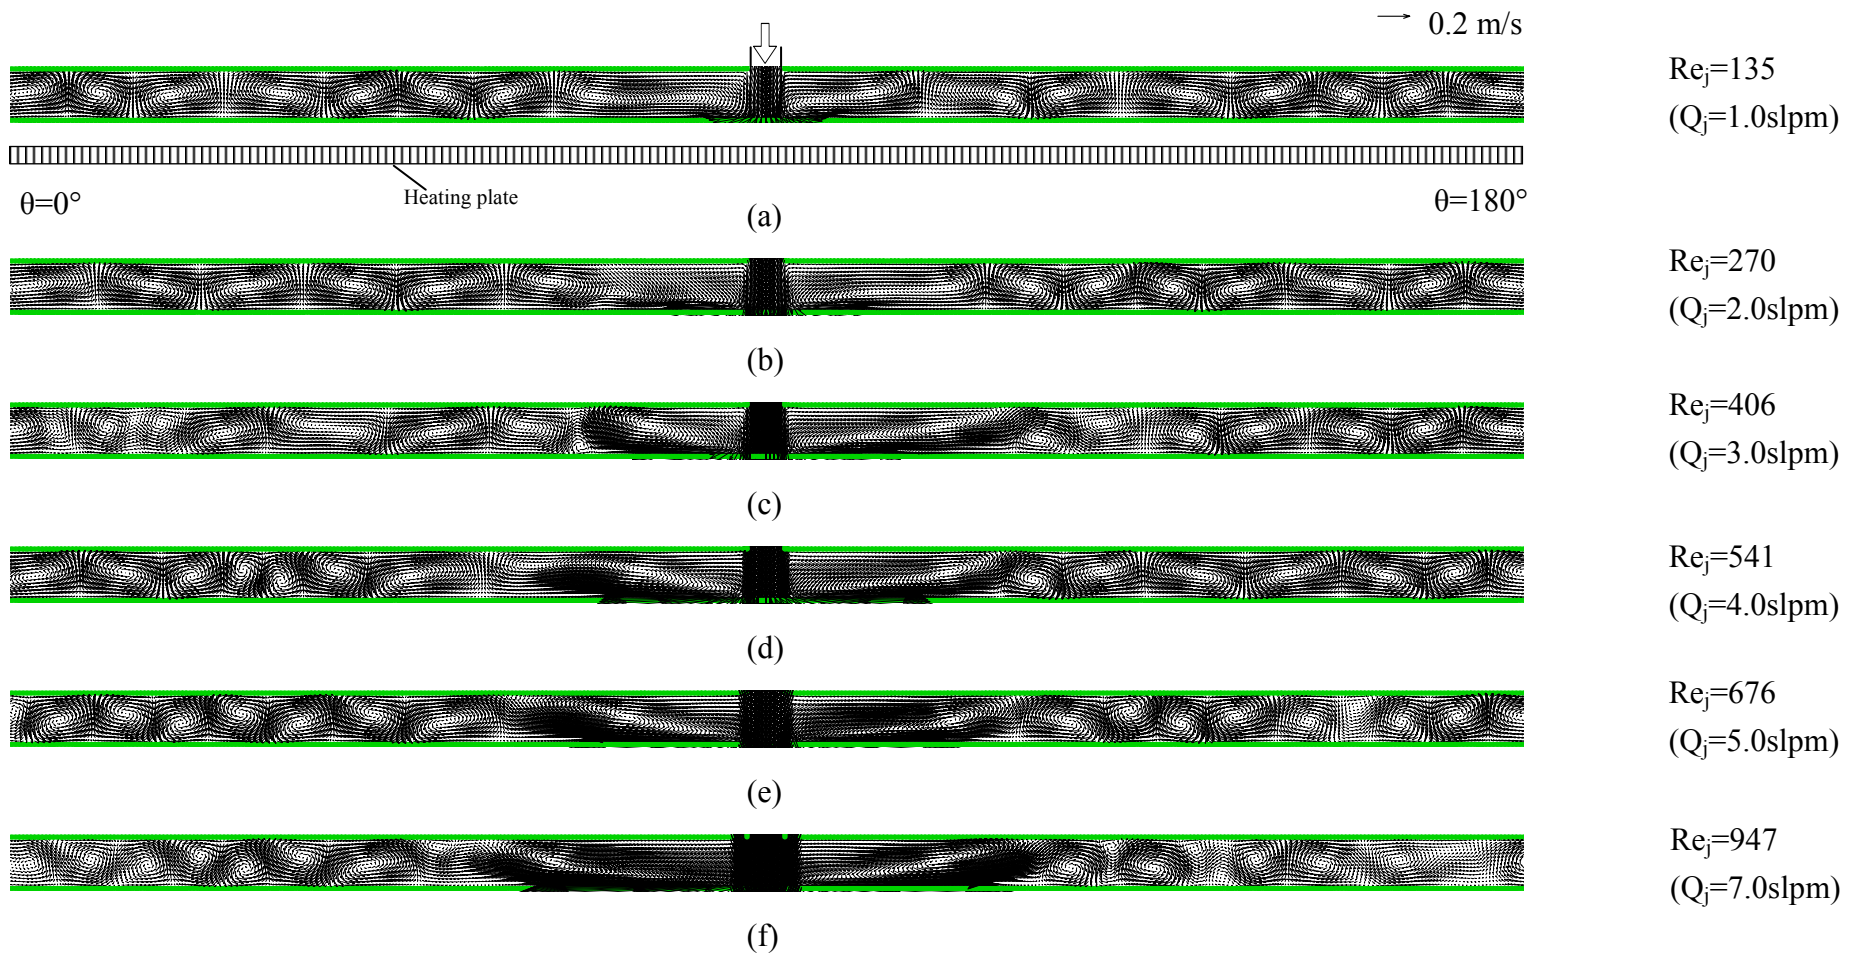 0.2 m/s
Re_j=135
(Q_j=1.0slpm)
Heating plate
θ=0°
θ=180°
(a)
Re_j=270
(Q_j=2.0slpm)
(b)
Re_j=406
(Q_j=3.0slpm)
(c)
Re_j=541
(Q_j=4.0slpm)
(d)
Re_j=676
(Q_j=5.0slpm)
(e)
Re_j=947
(Q_j=7.0slpm)
(f)